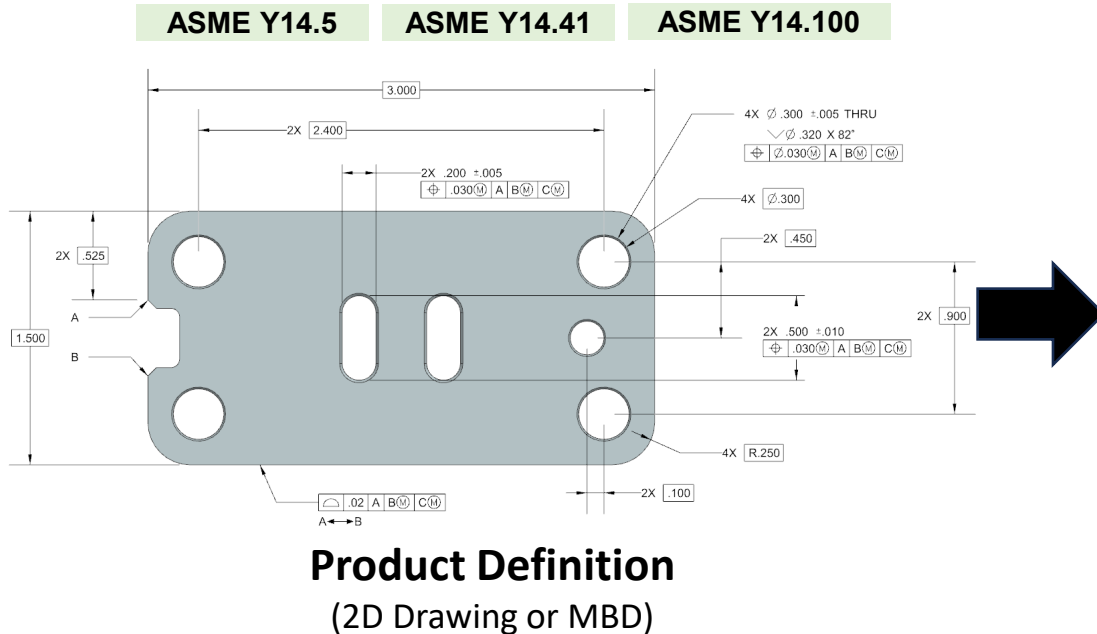 ASME Y14.5 ASME Y14.41 ASME Y14.100
3.000
2X 2.400
4X ∅ .300 ±.005 THRU
⌵∅ .320 X 82°
⌖ ∅.030Ⓜ A BⓂ CⓂ
2X .200 ±.005
⌖ .030Ⓜ A BⓂ CⓂ
4X ∅.300
2X .450
2X .525
A
1.500
B
2X .900
2X .500 ±.010
⌖ .030Ⓜ A BⓂ CⓂ
4X R.250
2X .100
⌓ .02 A BⓂ CⓂ
A↔B
Product Definition
(2D Drawing or MBD)